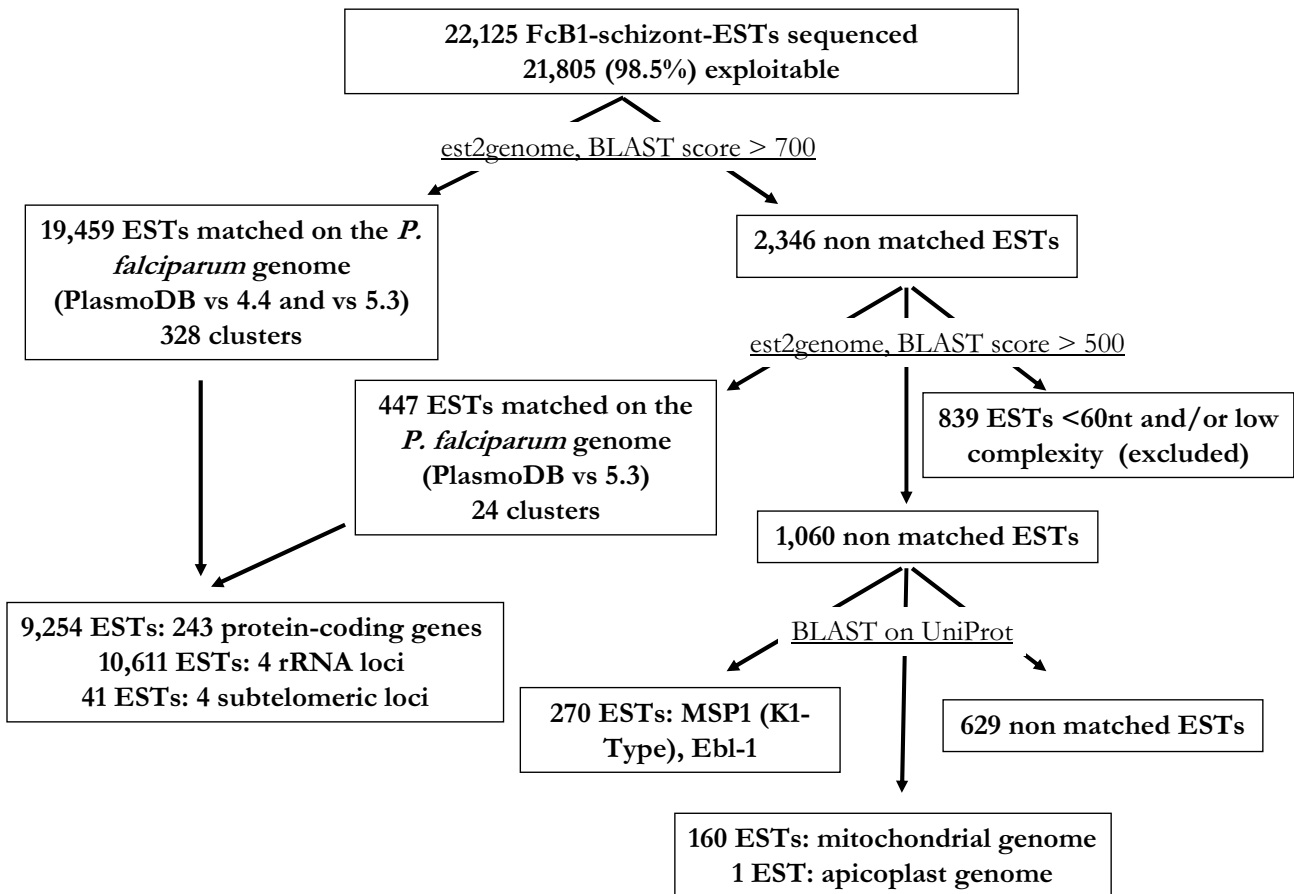 22,125 FcB1-schizont-ESTs sequenced
21,805 (98.5%) exploitable
est2genome, BLAST score > 700
19,459 ESTs matched on the P.
falciparum genome
(PlasmoDB vs 4.4 and vs 5.3)
328 clusters
2,346 non matched ESTs
est2genome, BLAST score > 500
447 ESTs matched on the
P. falciparum genome
(PlasmoDB vs 5.3)
24 clusters
839 ESTs <60nt and/or low
complexity (excluded)
1,060 non matched ESTs
9,254 ESTs: 243 protein-coding genes
10,611 ESTs: 4 rRNA loci
41 ESTs: 4 subtelomeric loci
BLAST on UniProt
270 ESTs: MSP1 (K1-
Type), Ebl-1
629 non matched ESTs
160 ESTs: mitochondrial genome
1 EST: apicoplast genome